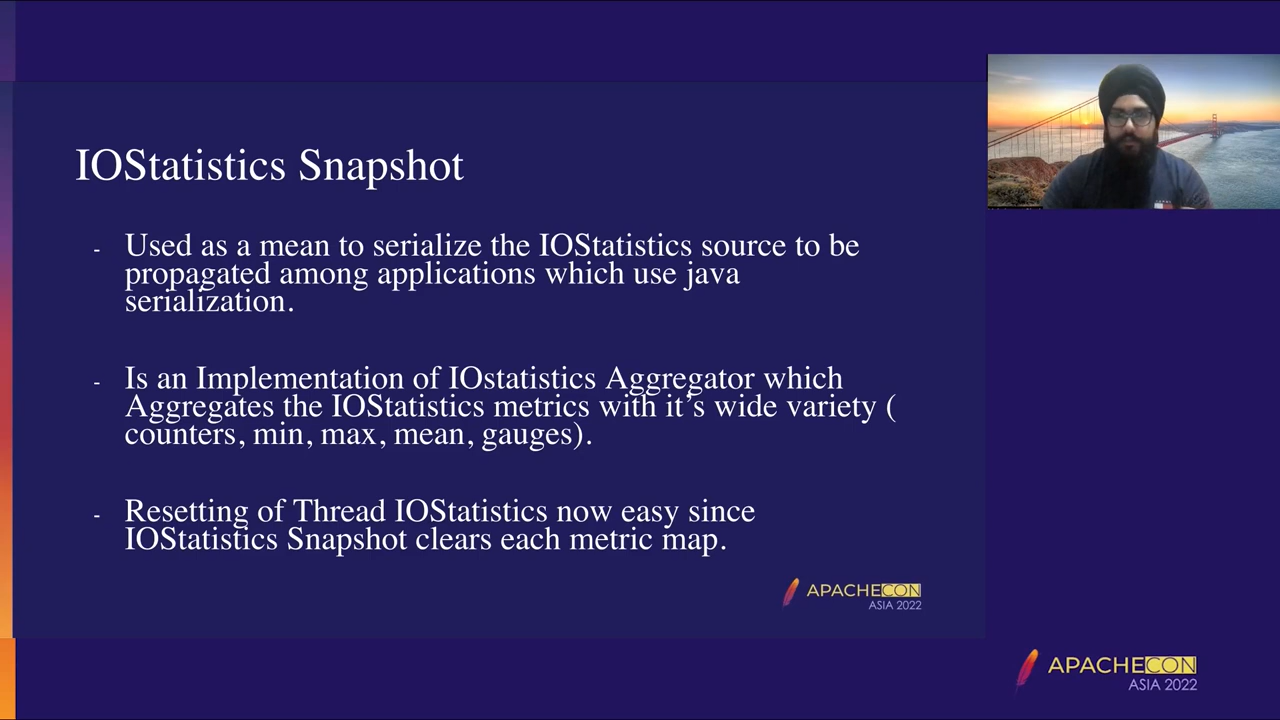 IOStatistics Snapshot
- Used as a mean to serialize the IOStatistics source to be
propagated among applications which use java
serialization.
- Is an Implementation of IOstatistics Aggregator which
Aggregates the IOStatistics metrics with it’s wide variety (
counters, min, max, mean, gauges).
- Resetting of Thread IOStatistics now easy since
IOStatistics Snapshot clears each metric map.
APACHECON
ASIA 2022
APACHECON
ASIA 2022